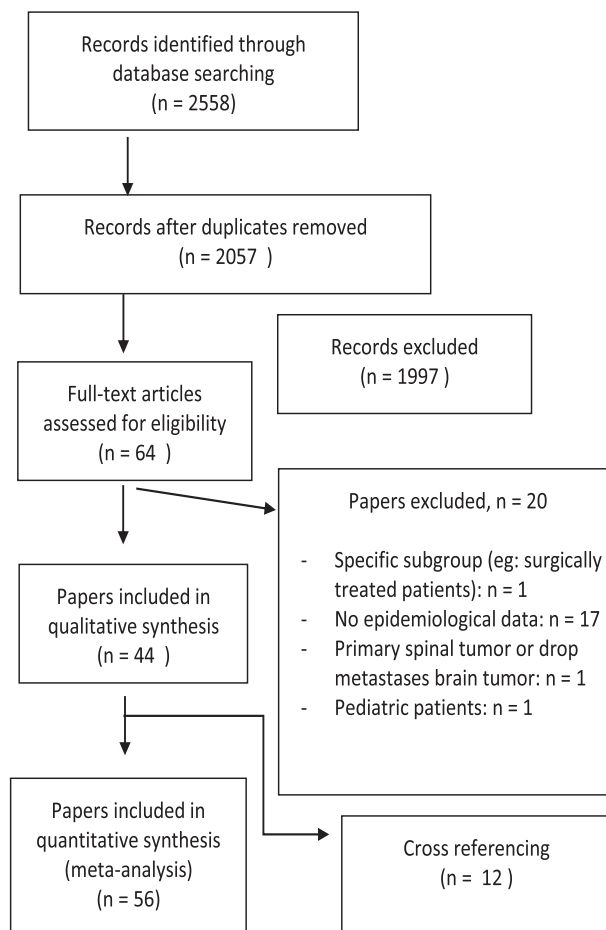 Records identified through
database searching
(n = 2558)
Records after duplicates removed
(n = 2057 )
Records excluded
(n = 1997 )
Full-text articles
assessed for eligibility
(n = 64 )
Papers excluded, n = 20
- Specific subgroup (eg: surgically
treated patients): n = 1
- No epidemiological data: n = 17
- Primary spinal tumor or drop
metastases brain tumor: n = 1
- Pediatric patients: n = 1
Papers included in
qualitative synthesis
(n = 44 )
Papers included in
quantitative synthesis
(meta-analysis)
(n = 56)
Cross referencing
(n = 12 )